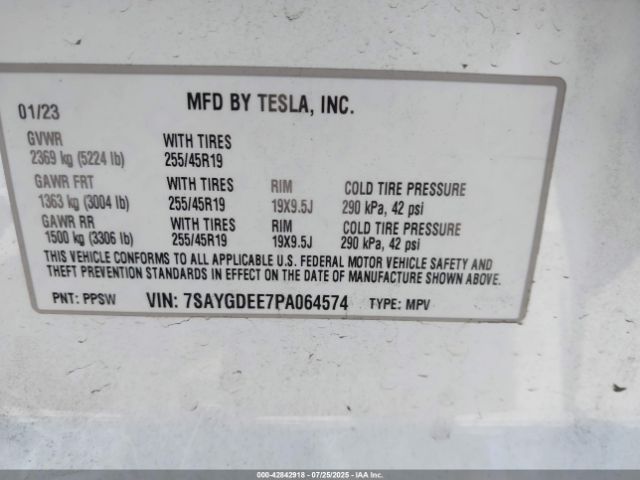 MFD BY TESLA, INC.
01/23
GVWR WITH TIRES
2369 kg (5224 lb) 255/45R19
GAWR FRT WITH TIRES RIM COLD TIRE PRESSURE
1363 kg (3004 lb) 255/45R19 19X9.5J 290 kPa, 42 psi
GAWR RR WITH TIRES RIM COLD TIRE PRESSURE
1500 kg (3306 lb) 255/45R19 19X9.5J 290 kPa, 42 psi
THIS VEHICLE CONFORMS TO ALL APPLICABLE U.S. FEDERAL MOTOR VEHICLE SAFETY AND
THEFT PREVENTION STANDARDS IN EFFECT ON THE DATE OF MANUFACTURE SHOWN ABOVE.
PNT: PPSW VIN: 7SAYGDEE7PA064574 TYPE: MPV
000-42842918 - 07/25/2025 - IAA Inc.